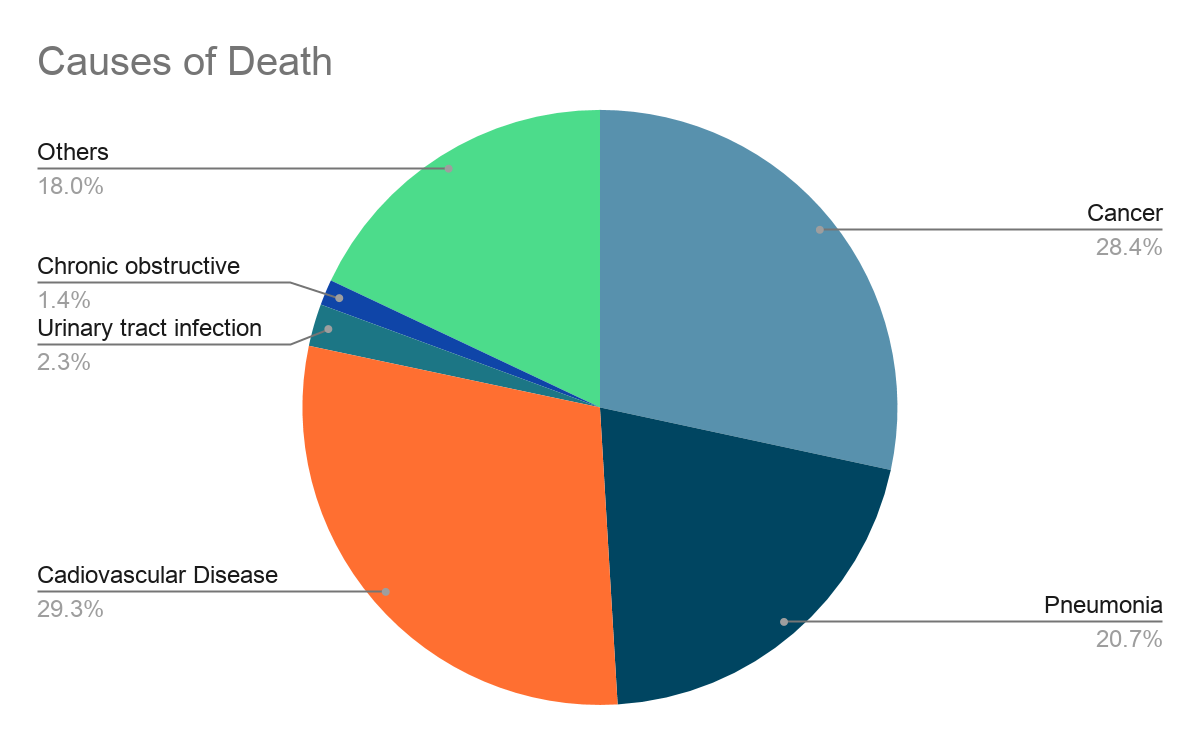 Causes of Death
Others
18.0%
Chronic obstructive
1.4%
Urinary tract infection
2.3%
Cadiovascular Disease
29.3%
Cancer
28.4%
Pneumonia
20.7%